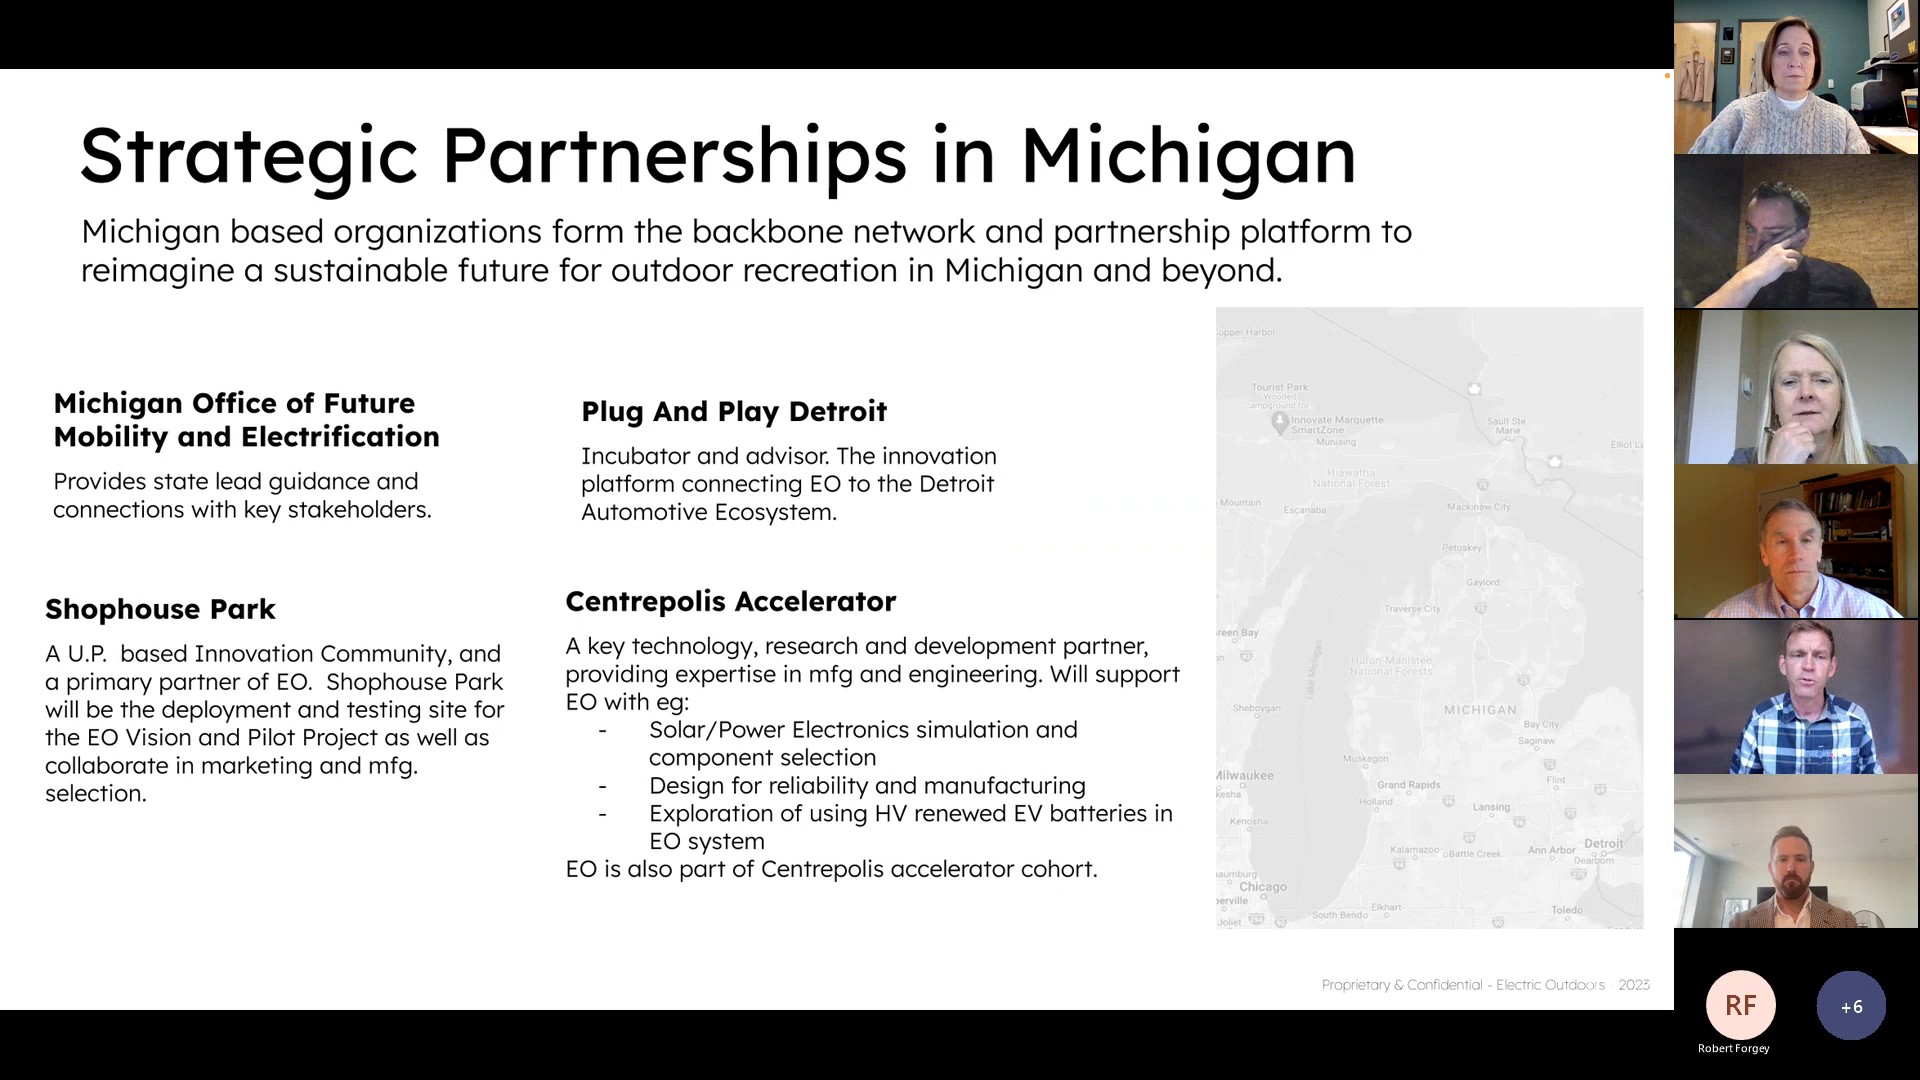 Strategic Partnerships in Michigan
Michigan based organizations form the backbone network and partnership platform to
reimagine a sustainable future for outdoor recreation in Michigan and beyond.
Michigan Office of Future
Mobility and Electrification
Provides state lead guidance and
connections with key stakeholders.
Plug And Play Detroit
Incubator and advisor. The innovation
platform connecting EO to the Detroit
Automotive Ecosystem.
Shophouse Park
A U.P.  based Innovation Community, and
a primary partner of EO.  Shophouse Park
will be the deployment and testing site for
the EO Vision and Pilot Project as well as
collaborate in marketing and mfg.
selection.
Centrepolis Accelerator
A key technology, research and development partner,
providing expertise in mfg and engineering. Will support
EO with eg:
- Solar/Power Electronics simulation and
component selection
- Design for reliability and manufacturing
- Exploration of using HV renewed EV batteries in
EO system
EO is also part of Centrepolis accelerator cohort.
opper Harbor
Tourist Park
Wooded
campground for
Innovate Marquette
SmartZone
Munising
Sault Ste.
Marie
Elliot La
Hiawatha
National Forest
Mountain
Escanaba
Mackinaw City
Petoskey
Gaylord
Traverse City
reen Bay
Lake Michigan
Huron-Manistee
National Forests
Sheboygan
MICHIGAN
Bay City
Saginaw
Muskegon
Milwaukee
kesha
Grand Rapids
Flint
Holland
Lansing
Kenosha
Kalamazoo
Battle Creek
Ann Arbor
Detroit
Dearborn
aumburg
Chicago
perville
Joliet
Elkhart
South Bend
Toledo
Proprietary & Confidential - Electric Outdoors 2023
RF
+6
Robert Forgey